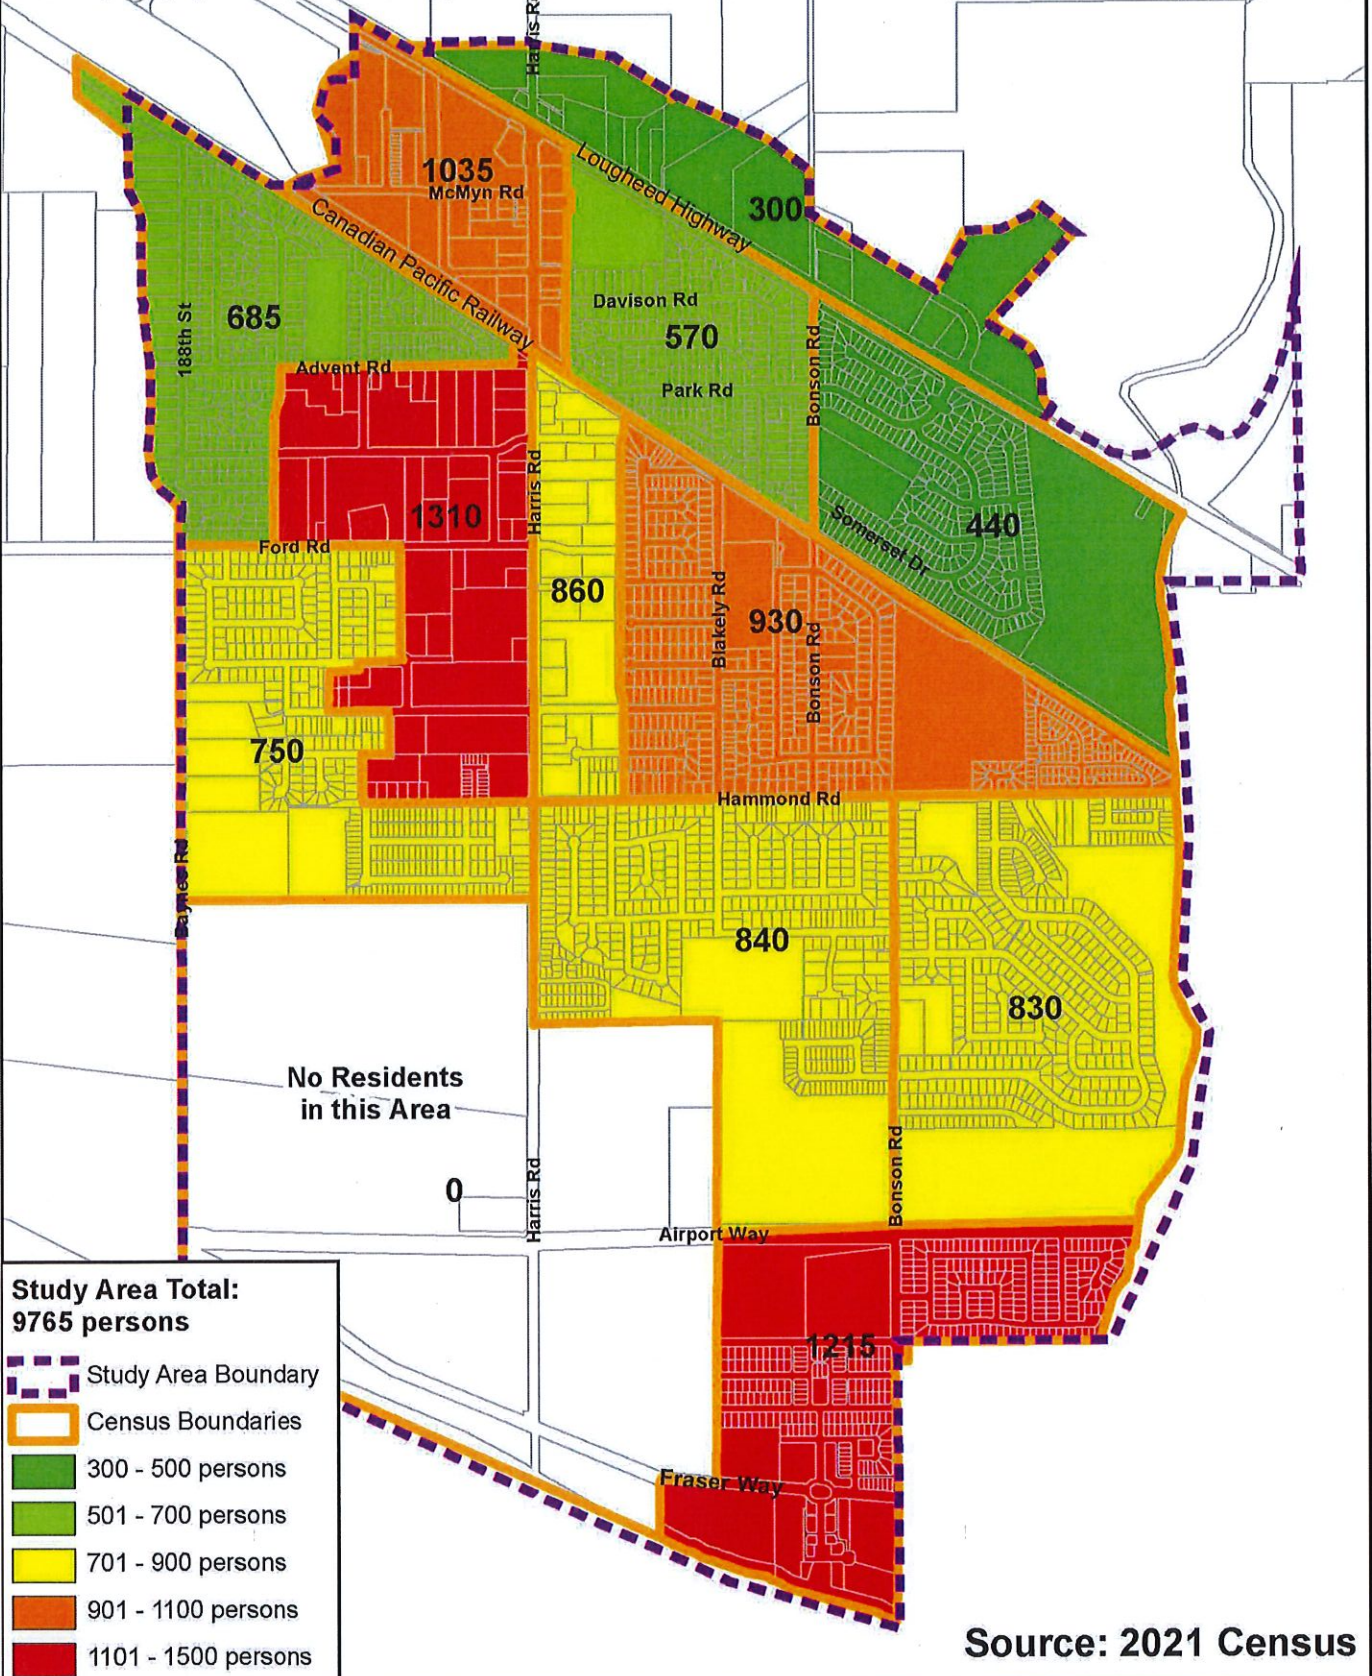 Harris Rd
1035
McMyn Rd
Lougheed Highway
300
Canadian Pacific Railway
685
188th St
Davison Rd
570
Advent Rd
Park Rd
Bonson Rd
Harris Rd
1310
Somerset Dr
440
Ford Rd
860
Blakely Rd
930
Bonson Rd
750
Hammond Rd
Baynes Rd
840
830
No Residents
in this Area
Bonson Rd
0
Harris Rd
Airport Way
1215
Fraser Way
Study Area Total:
9765 persons
Study Area Boundary
Census Boundaries
300 - 500 persons
501 - 700 persons
701 - 900 persons
901 - 1100 persons
1101 - 1500 persons
Source: 2021 Census